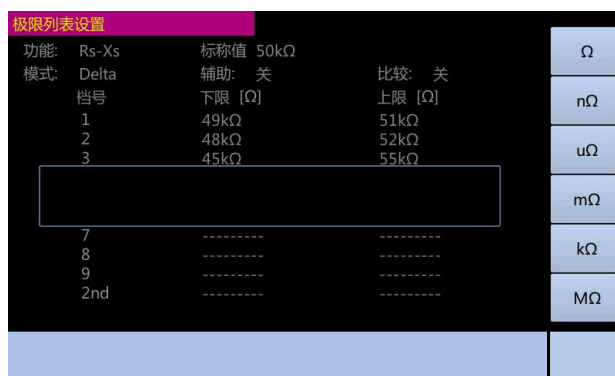 极限列表设置
功能: Rs-Xs 标称值 50kΩ
模式: Delta 辅助: 关 比较: 关
档号 下限 [Ω] 上限 [Ω]
1 49kΩ 51kΩ
2 48kΩ 52kΩ
3 45kΩ 55kΩ
7 --------- ---------
8 --------- ---------
9 --------- ---------
2nd --------- ---------
Ω
nΩ
uΩ
mΩ
kΩ
MΩ